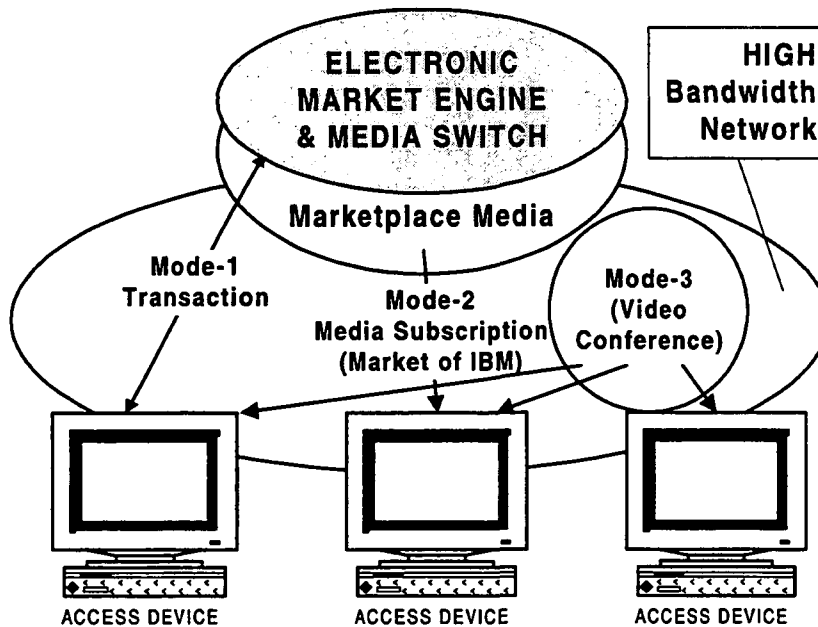 ELECTRONIC
MARKET ENGINE
& MEDIA SWITCH
HIGH
Bandwidth
Network
Marketplace Media
Mode-1
Transaction
Mode-2
Media Subscription
(Market of IBM)
Mode-3
(Video
Conference)
ACCESS DEVICE
ACCESS DEVICE
ACCESS DEVICE